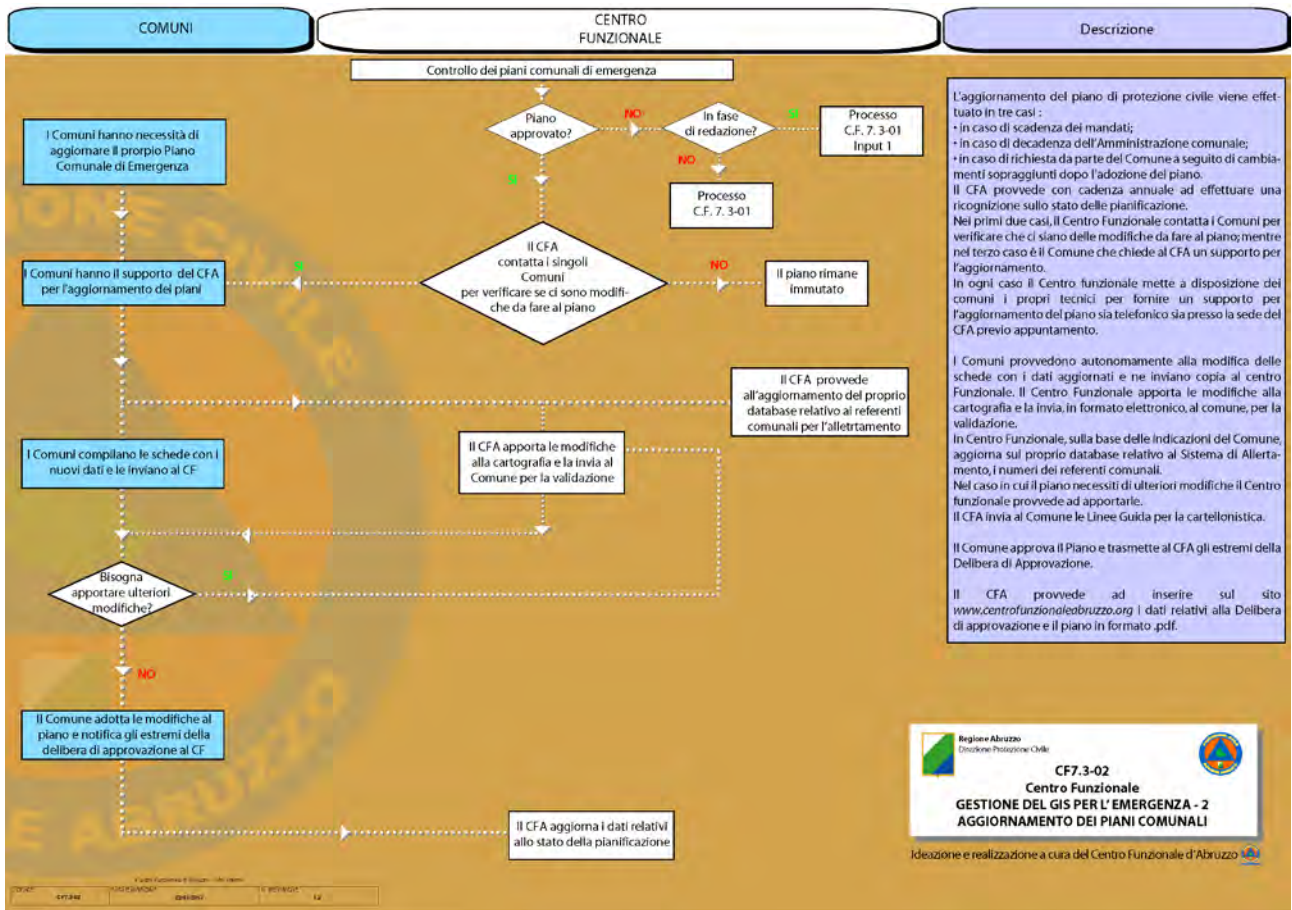 COMUNI
CENTRO
FUNZIONALE
Descrizione
Controllo dei piani comunali di emergenza
Piano
approvato?
NO
In fase
di redazione?
SI
Processo
C.F. 7. 3-01
Input 1
NO
Processo
C.F. 7. 3-01
SI
I Comuni hanno necessità di
aggiornare il prorpio Piano
Comunale di Emergenza
I Comuni hanno il supporto del CFA
per l'aggiornamento dei piani
SI
Il CFA
contatta i singoli
Comuni
per verificare se ci sono modifi-
che da fare al piano
NO
Il piano rimane
immutato
Il CFA provvede
all'aggiornamento del proprio
database relativo ai referenti
comunali per l'alletrtamento
I Comuni compilano le schede con i
nuovi dati e le inviano al CF
Il CFA apporta le modifiche
alla cartografia e la invia al
Comune per la validazione
Bisogna
apportare ulteriori
modifiche?
SI
NO
Il Comune adotta le modifiche al
piano e notifica gli estremi della
delibera di approvazione al CF
Il CFA aggiorna i dati relativi
allo stato della pianificazione
L'aggiornamento del piano di protezione civile viene effet-
tuato in tre casi :
• in caso di scadenza dei mandati;
• in caso di decadenza dell'Amministrazione comunale;
• in caso di richiesta da parte del Comune a seguito di cambia-
menti sopraggiunti dopo l'adozione del piano.
Il CFA provvede con cadenza annuale ad effettuare una
ricognizione sullo stato delle pianificazione.
Nei primi due casi, il Centro Funzionale contatta i Comuni per
verificare che ci siano delle modifiche da fare al piano; mentre
nel terzo caso è il Comune che chiede al CFA un supporto per
l'aggiornamento.
In ogni caso il Centro funzionale mette a disposizione dei
comuni i propri tecnici per fornire un supporto per
l'aggiornamento del piano sia telefonico sia presso la sede del
CFA previo appuntamento.
I Comuni provvedono autonomamente alla modifica delle
schede con i dati aggiornati e ne inviano copia al centro
Funzionale. Il Centro Funzionale apporta le modifiche alla
cartografia e la invia, in formato elettronico, al comune, per la
validazione.
In Centro Funzionale, sulla base delle indicazioni del Comune,
aggiorna sul proprio database relativo al Sistema di Allerta-
mento, i numeri dei referenti comunali.
Nel caso in cui il piano necessiti di ulteriori modifiche il Centro
funzionale provvede ad apportarle.
Il CFA invia al Comune le Linee Guida per la cartellonistica.
Il Comune approva il Piano e trasmette al CFA gli estremi della
Delibera di Approvazione.
Il CFA provvede ad inserire sul sito
www.centrofunzionaleabruzzo.org i dati relativi alla Delibera
di approvazione e il piano in formato .pdf.
Regione Abruzzo
Direzione Protezione Civile
CF7.3-02
Centro Funzionale
GESTIONE DEL GIS PER L'EMERGENZA - 2
AGGIORNAMENTO DEI PIANI COMUNALI
Ideazione e realizzazione a cura del Centro Funzionale d'Abruzzo